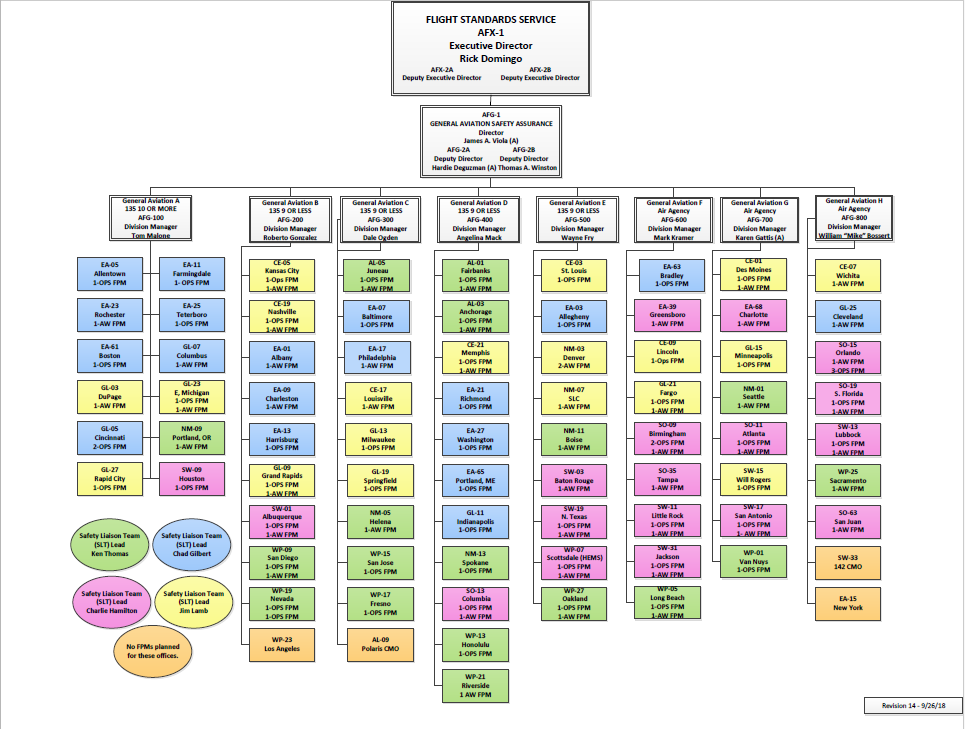 FLIGHT STANDARDS SERVICE
AFX-1
Executive Director
Rick Domingo
AFX-2A AFX-2B
Deputy Executive Director Deputy Executive Director
AFG-1
GENERAL AVIATION SAFETY ASSURANCE
Director
James A. Viola (A)
AFG-2A AFG-2B
Deputy Director Deputy Director
Hardie Deguzman (A) Thomas A. Winston
General Aviation A
135 10 OR MORE
AFG-100
Division Manager
Tom Malone
EA-05
Allentown
1-OPS FPM
EA-11
Farmingdale
1- OPS FPM
EA-23
Rochester
1-AW FPM
EA-25
Teterboro
1-OPS FPM
EA-61
Boston
1-OPS FPM
GL-07
Columbus
1-AW FPM
GL-03
DuPage
1-AW FPM
GL-23
E, Michigan
1-OPS FPM
1-AW FPM
GL-05
Cincinnati
2-OPS FPM
NM-09
Portland, OR
1-AW FPM
GL-27
Rapid City
1-OPS FPM
SW-09
Houston
1-OPS FPM
General Aviation B
135 9 OR LESS
AFG-200
Division Manager
Roberto Gonzalez
CE-05
Kansas City
1-Ops FPM
1-AW FPM
CE-19
Nashville
1-OPS FPM
1-AW FPM
EA-01
Albany
1-AW FPM
EA-09
Charleston
1-AW FPM
EA-13
Harrisburg
1-OPS FPM
GL-09
Grand Rapids
1-OPS FPM
1-AW FPM
SW-01
Albuquerque
1-OPS FPM
1-AW FPM
WP-09
San Diego
1-OPS FPM
1-AW FPM
WP-19
Nevada
1-OPS FPM
1-AW FPM
WP-23
Los Angeles
General Aviation C
135 9 OR LESS
AFG-300
Division Manager
Dale Ogden
AL-05
Juneau
1-OPS FPM
1-AW FPM
EA-07
Baltimore
1-OPS FPM
EA-17
Philadelphia
1-AW FPM
CE-17
Louisville
1-AW FPM
GL-13
Milwaukee
1-OPS FPM
GL-19
Springfield
1-OPS FPM
NM-05
Helena
1-AW FPM
WP-15
San Jose
1-OPS FPM
WP-17
Fresno
1-OPS FPM
AL-09
Polaris CMO
General Aviation D
135 9 OR LESS
AFG-400
Division Manager
Angelina Mack
AL-01
Fairbanks
1-OPS FPM
AL-03
Anchorage
1-OPS FPM
1-AW FPM
CE-21
Memphis
1-OPS FPM
1-AW FPM
EA-21
Richmond
1-OPS FPM
EA-27
Washington
1-OPS FPM
EA-65
Portland, ME
1-OPS FPM
GL-11
Indianapolis
1-OPS FPM
NM-13
Spokane
1-OPS FPM
SO-13
Columbia
1-OPS FPM
1-AW FPM
WP-13
Honolulu
1-OPS FPM
WP-21
Riverside
1 AW FPM
General Aviation E
135 9 OR LESS
AFG-500
Division Manager
Wayne Fry
CE-03
St. Louis
1-OPS FPM
EA-03
Allegheny
1-OPS FPM
NM-03
Denver
2-AW FPM
NM-07
SLC
1-AW FPM
NM-11
Boise
1-AW FPM
SW-03
Baton Rouge
1-AW FPM
SW-19
N. Texas
1-OPS FPM
1-AW FPM
WP-07
Scottsdale (HEMS)
1-OPS FPM
1-AW FPM
WP-27
Oakland
1-OPS FPM
General Aviation F
Air Agency
AFG-600
Division Manager
Mark Kramer
EA-63
Bradley
1-OPS FPM
EA-39
Greensboro
1-AW FPM
CE-09
Lincoln
1-Ops FPM
GL-21
Fargo
1-OPS FPM
1-AW FPM
SO-09
Birmingham
2-OPS FPM
1-AW FPM
SO-35
Tampa
1-AW FPM
SW-11
Little Rock
1-OPS FPM
1-AW FPM
SW-31
Jackson
1-OPS FPM
1-AW FPM
WP-05
Long Beach
1-OPS FPM
1-AW FPM
General Aviation G
Air Agency
AFG-700
Division Manager
Karen Gattis (A)
CE-01
Des Moines
1-OPS FPM
1-AW FPM
EA-68
Charlotte
1-AW FPM
GL-15
Minneapolis
1-OPS FPM
NM-01
Seattle
1-AW FPM
SO-11
Atlanta
1-OPS FPM
1-AW FPM
SW-15
Will Rogers
1-OPS FPM
SW-17
San Antonio
1-OPS FPM
1-AW FPM
WP-01
Van Nuys
1-OPS FPM
General Aviation H
Air Agency
AFG-800
Division Manager
William "Mike" Bossert
CE-07
Wichita
1-AW FPM
GL-25
Cleveland
1-OPS FPM
SO-15
Orlando
1-AW FPM
3-OPS FPM
SO-19
S. Florida
1-OPS FPM
1-AW FPM
SW-13
Lubbock
1-OPS FPM
1-AW FPM
WP-25
Sacramento
1-AW FPM
SO-63
San Juan
1-AW FPM
SW-33
142 CMO
EA-15
New York
Safety Liaison Team
(SLT) Lead
Ken Thomas
Safety Liaison Team
(SLT) Lead
Chad Gilbert
Safety Liaison Team
(SLT) Lead
Charlie Hamilton
Safety Liaison Team
(SLT) Lead
Jim Lamb
No FPMs planned
for these offices.
Revision 14 - 9/26/18